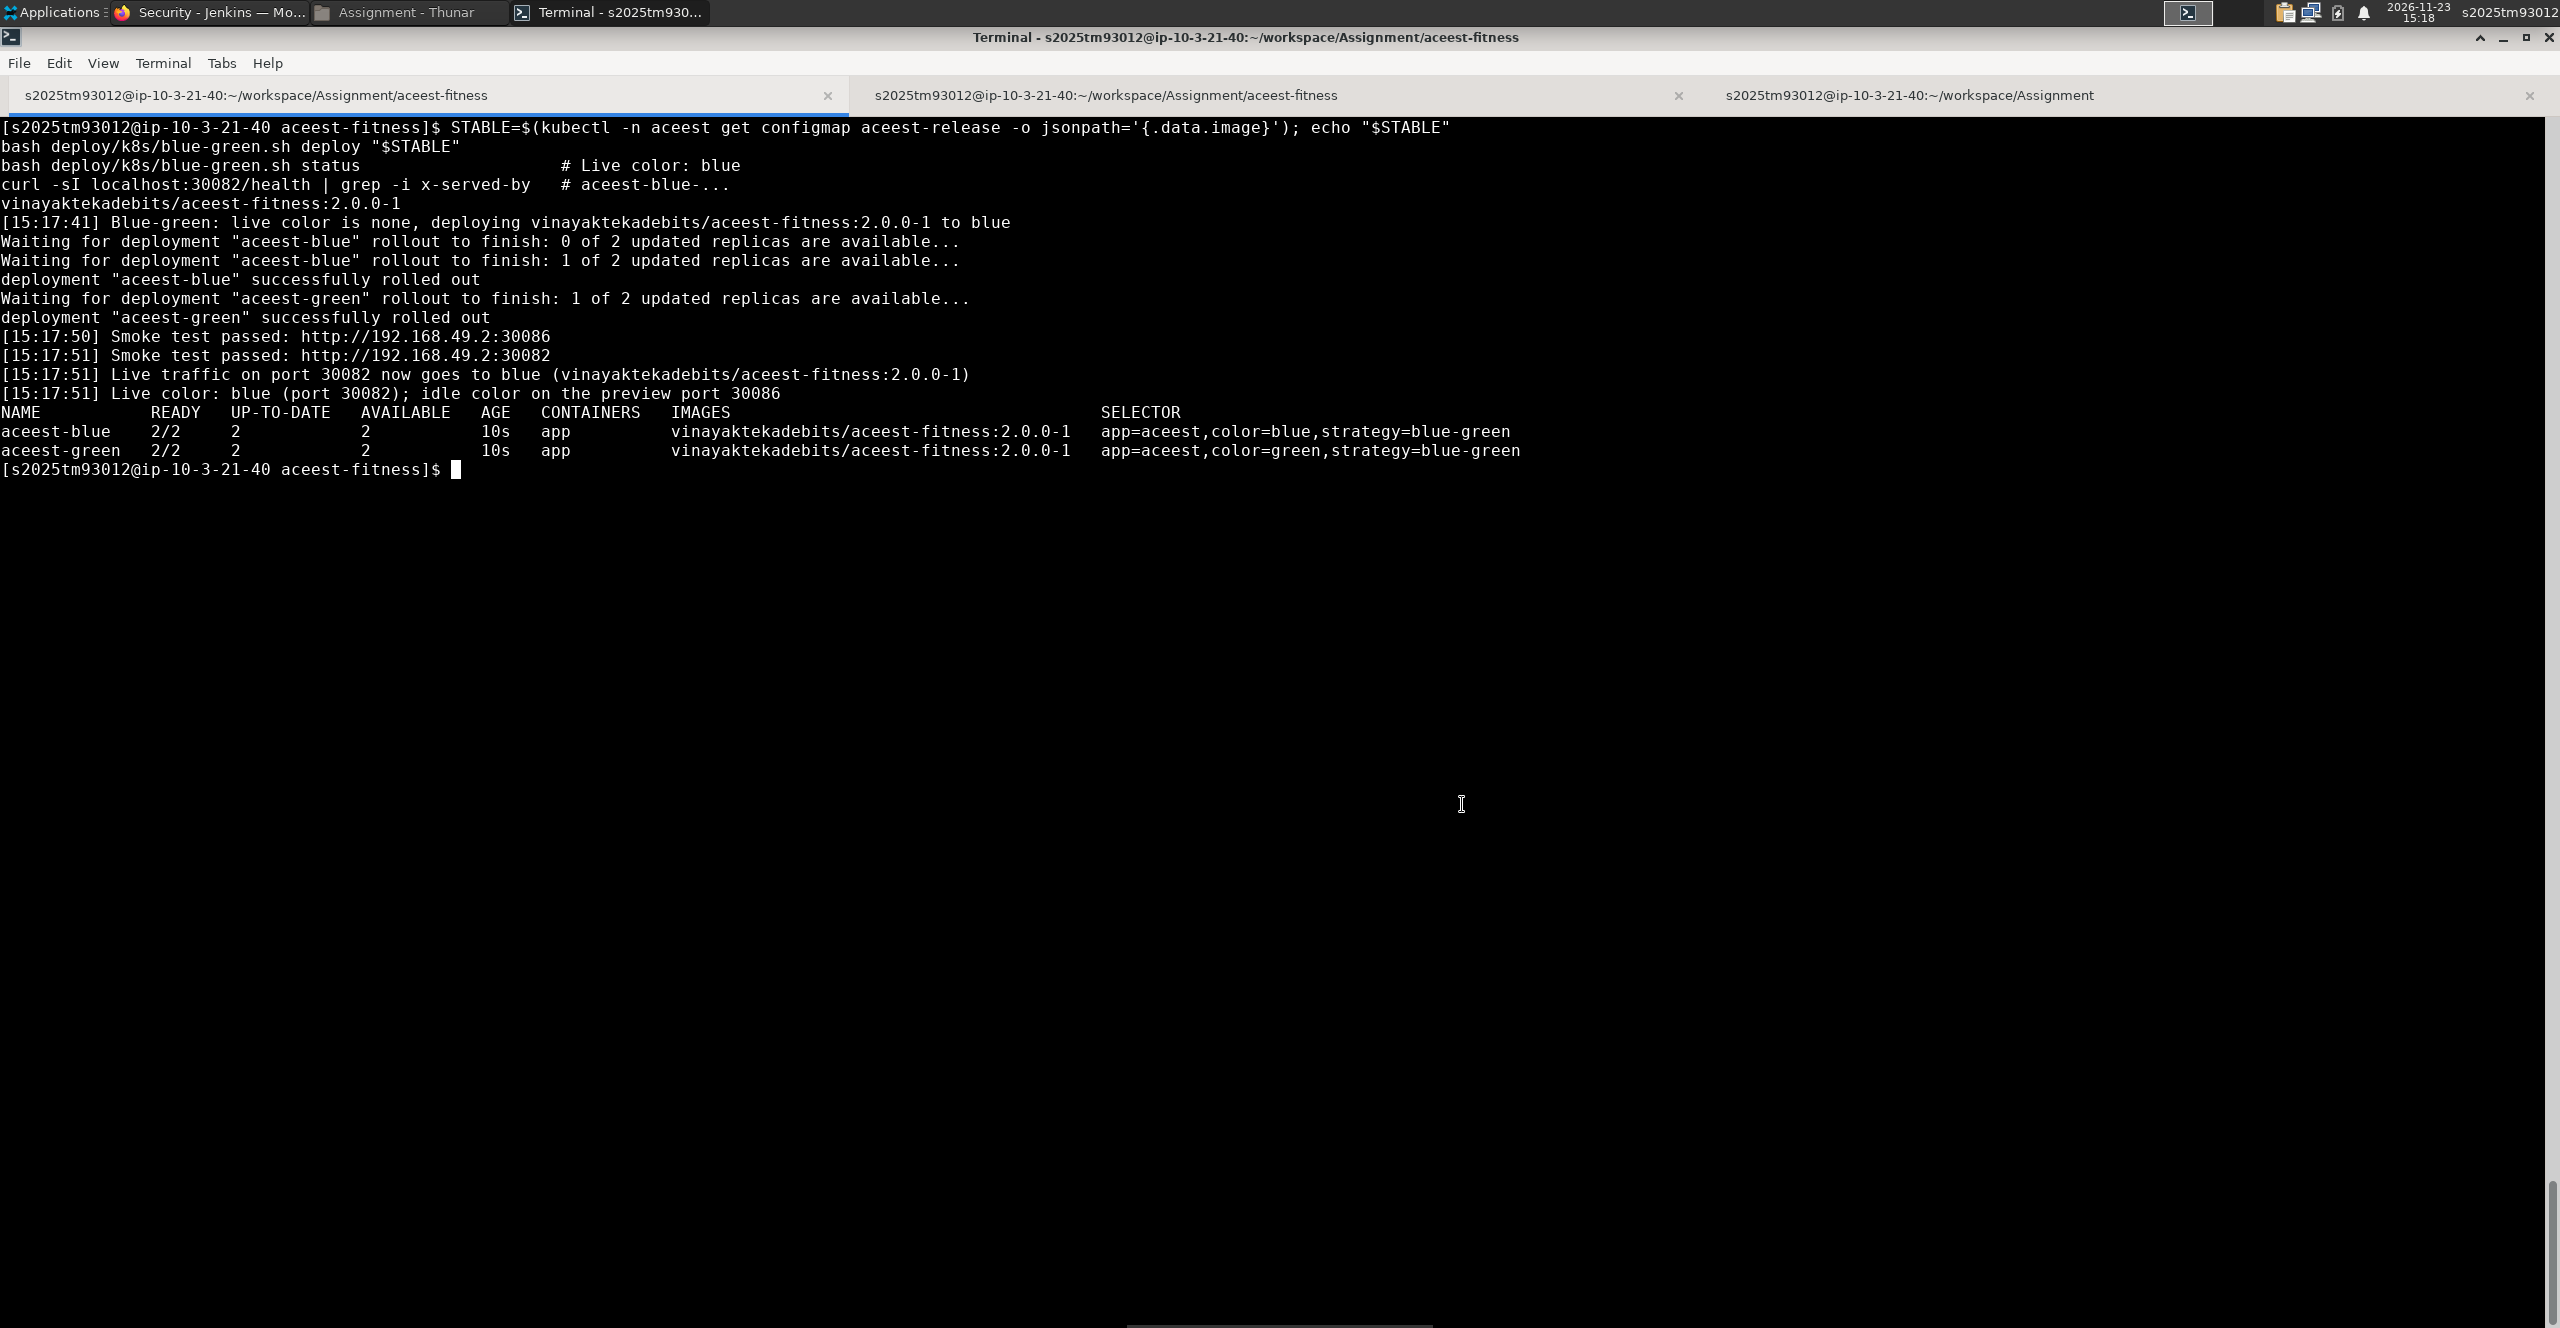 Applications
Security - Jenkins — Mo...
Assignment - Thunar
Terminal - s2025tm930...
2026-11-23
15:18
s2025tm93012
Terminal - s2025tm93012@ip-10-3-21-40:~/workspace/Assignment/aceest-fitness
File Edit View Terminal Tabs Help
s2025tm93012@ip-10-3-21-40:~/workspace/Assignment/aceest-fitness
s2025tm93012@ip-10-3-21-40:~/workspace/Assignment/aceest-fitness
s2025tm93012@ip-10-3-21-40:~/workspace/Assignment
[s2025tm93012@ip-10-3-21-40 aceest-fitness]$ STABLE=$(kubectl -n aceest get configmap aceest-release -o jsonpath='{.data.image}'); echo "$STABLE"
bash deploy/k8s/blue-green.sh deploy "$STABLE"
bash deploy/k8s/blue-green.sh status                    # Live color: blue
curl -sI localhost:30082/health | grep -i x-served-by   # aceest-blue-...
vinayaktekadebits/aceest-fitness:2.0.0-1
[15:17:41] Blue-green: live color is none, deploying vinayaktekadebits/aceest-fitness:2.0.0-1 to blue
Waiting for deployment "aceest-blue" rollout to finish: 0 of 2 updated replicas are available...
Waiting for deployment "aceest-blue" rollout to finish: 1 of 2 updated replicas are available...
deployment "aceest-blue" successfully rolled out
Waiting for deployment "aceest-green" rollout to finish: 1 of 2 updated replicas are available...
deployment "aceest-green" successfully rolled out
[15:17:50] Smoke test passed: http://192.168.49.2:30086
[15:17:51] Smoke test passed: http://192.168.49.2:30082
[15:17:51] Live traffic on port 30082 now goes to blue (vinayaktekadebits/aceest-fitness:2.0.0-1)
[15:17:51] Live color: blue (port 30082); idle color on the preview port 30086
NAME           READY   UP-TO-DATE   AVAILABLE   AGE   CONTAINERS   IMAGES                                     SELECTOR
aceest-blue    2/2     2            2           10s   app          vinayaktekadebits/aceest-fitness:2.0.0-1   app=aceest,color=blue,strategy=blue-green
aceest-green   2/2     2            2           10s   app          vinayaktekadebits/aceest-fitness:2.0.0-1   app=aceest,color=green,strategy=blue-green
[s2025tm93012@ip-10-3-21-40 aceest-fitness]$